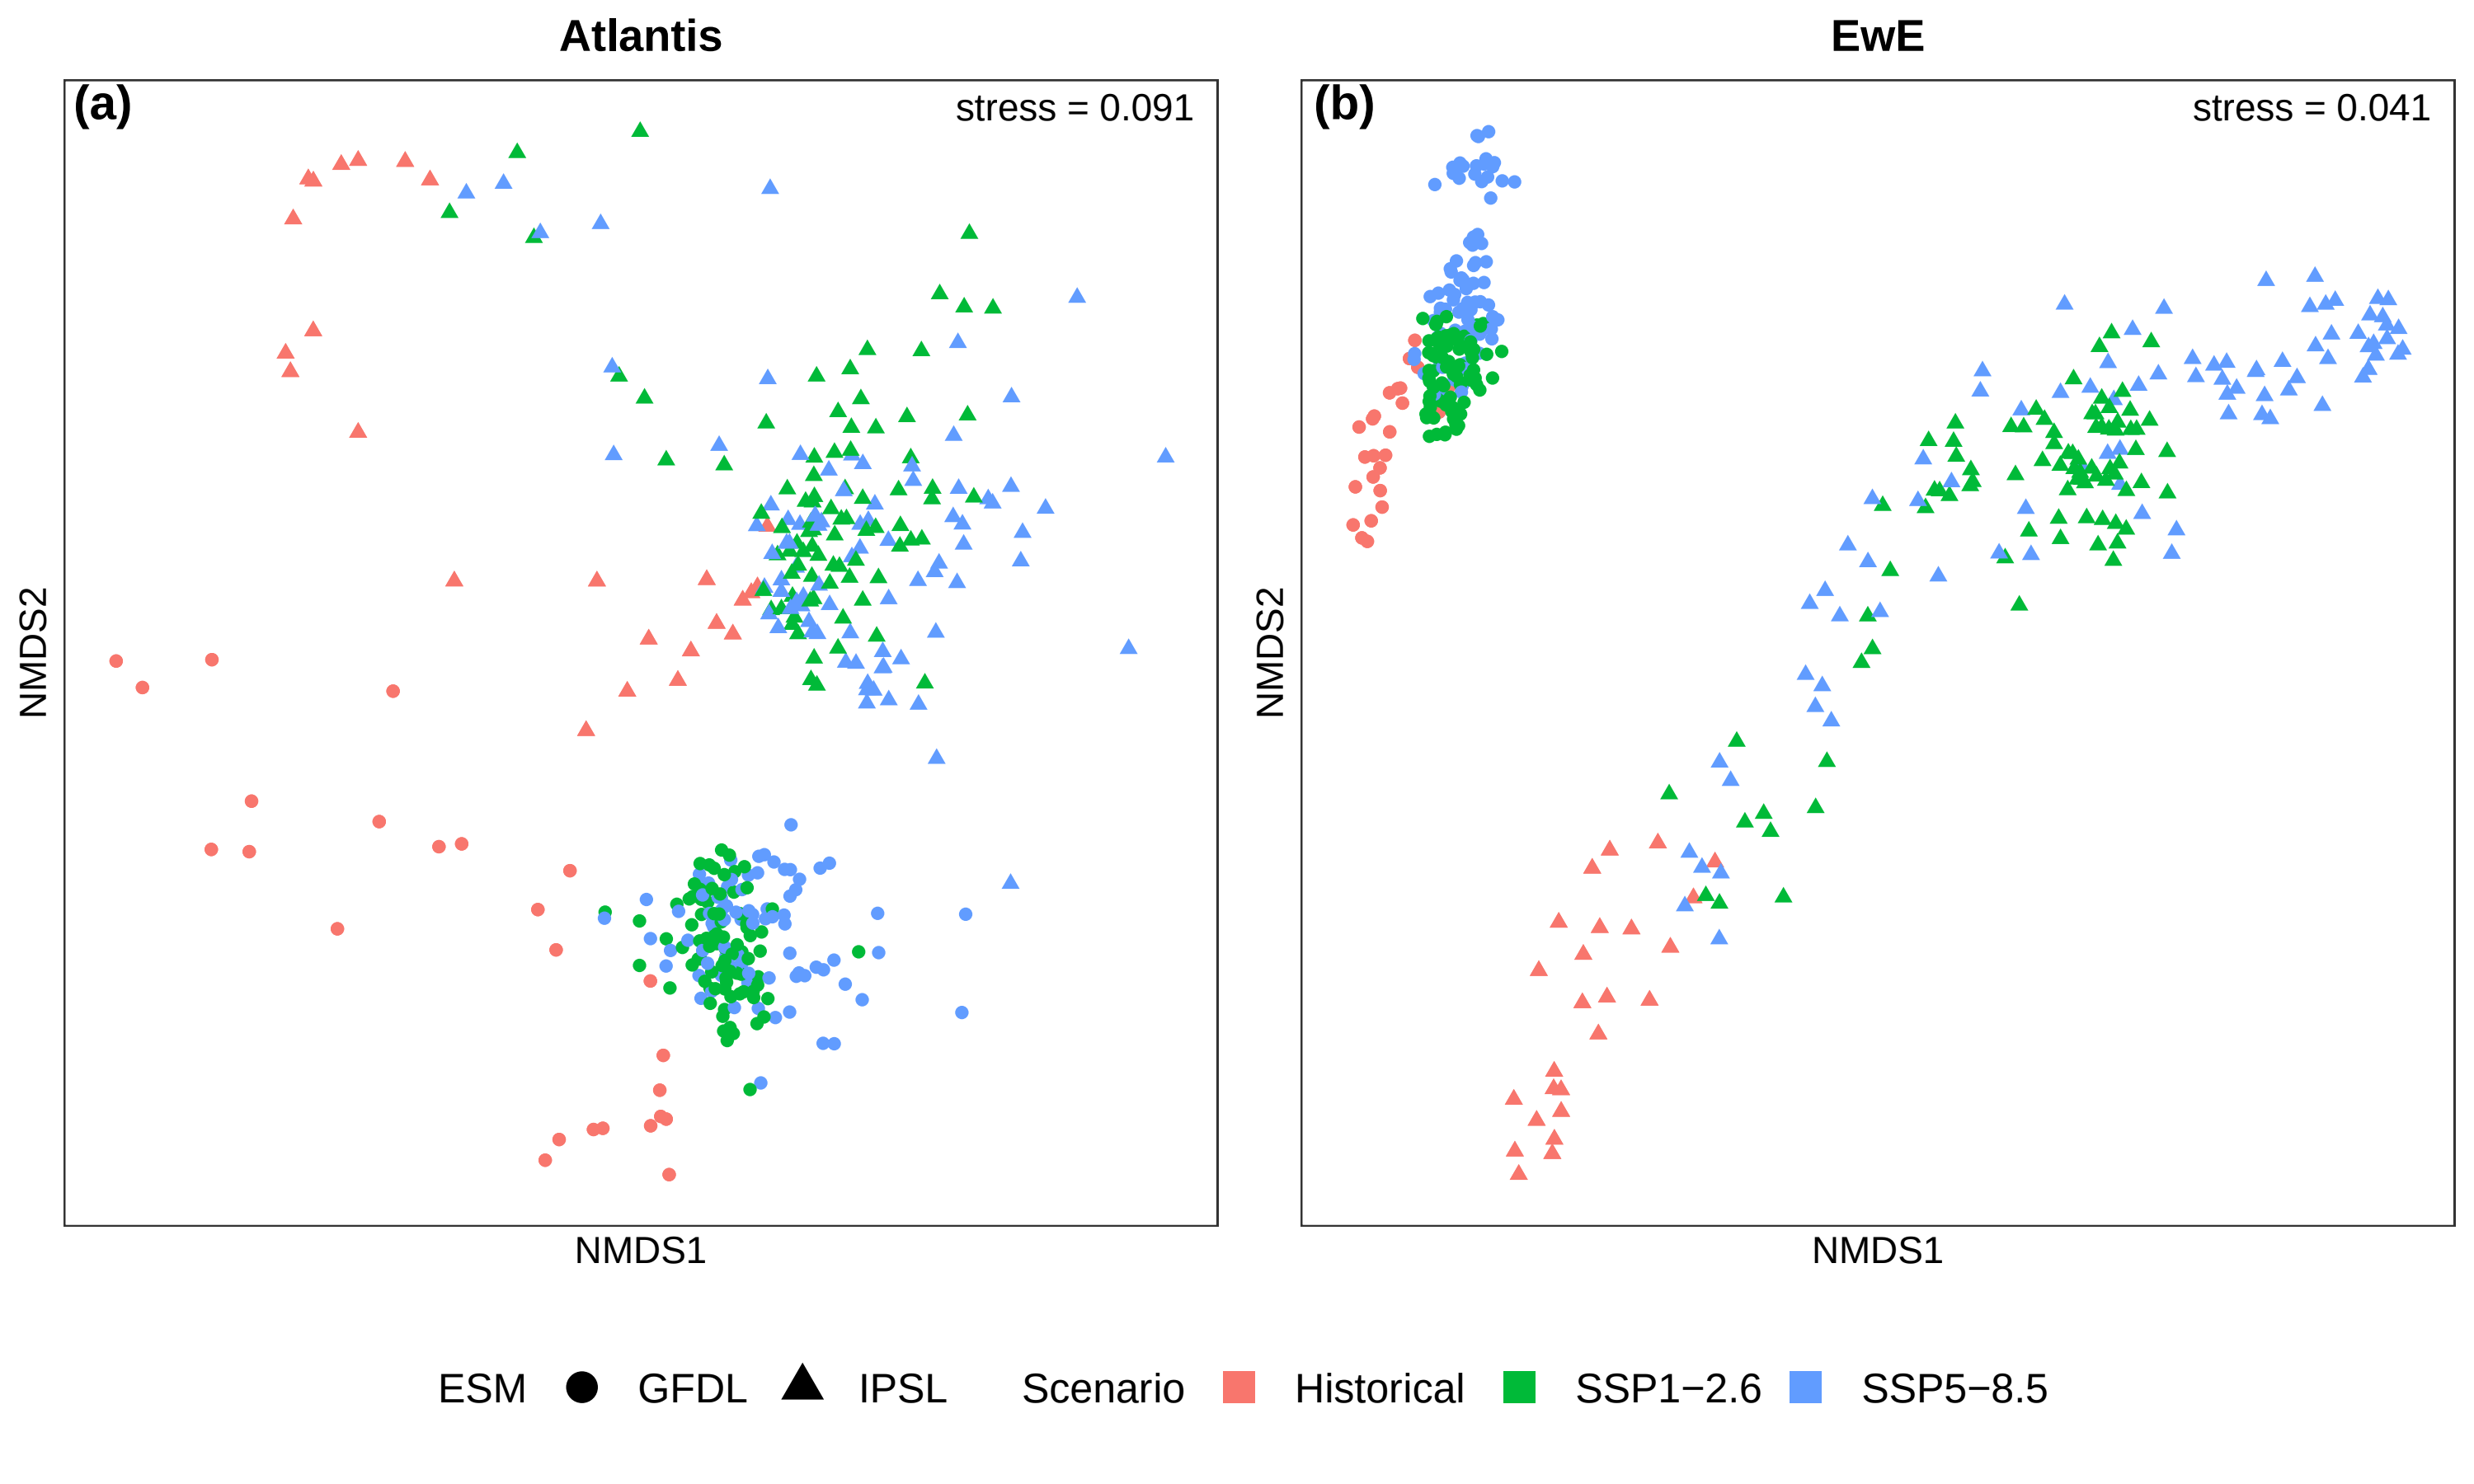 Atlantis
EwE
(a)
stress = 0.091
(b)
stress = 0.041
NMDS2
NMDS2
NMDS1
NMDS1
ESM GFDL IPSL Scenario Historical SSP1−2.6 SSP5−8.5